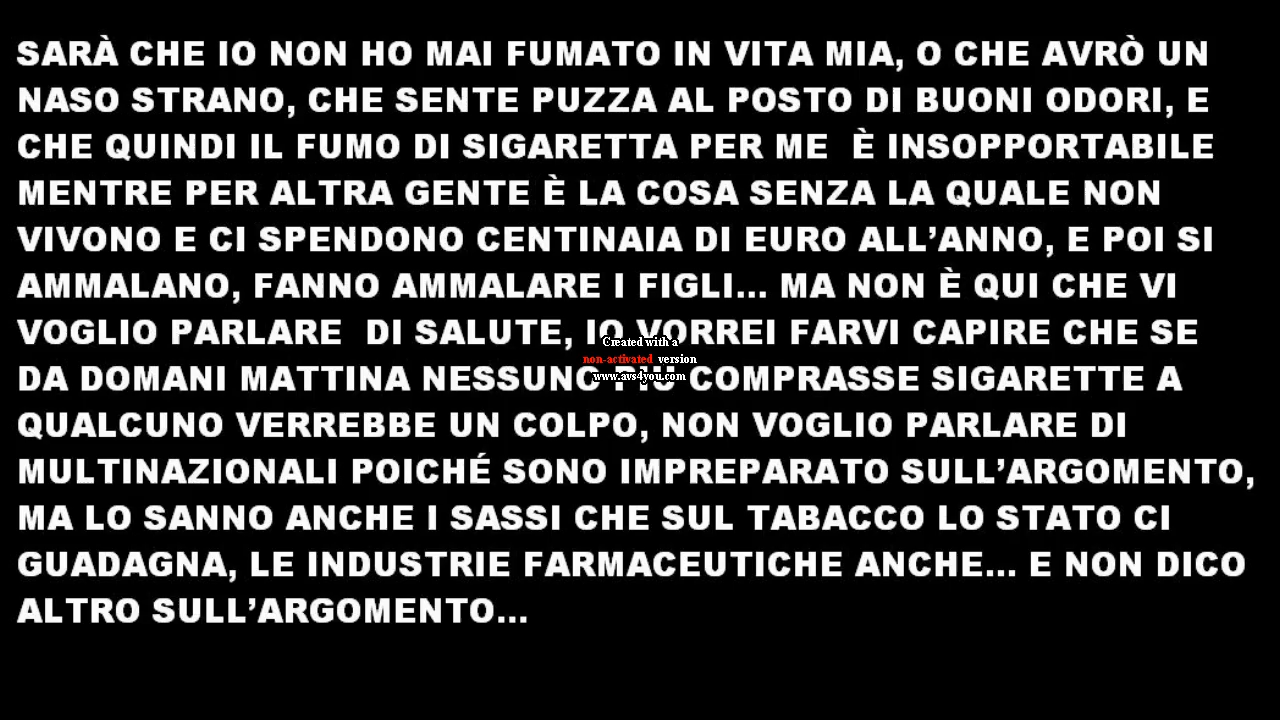 SARÀ CHE IO NON HO MAI FUMATO IN VITA MIA, O CHE AVRÒ UN
NASO STRANO, CHE SENTE PUZZA AL POSTO DI BUONI ODORI, E
CHE QUINDI IL FUMO DI SIGARETTA PER ME È INSOPPORTABILE
MENTRE PER ALTRA GENTE È LA COSA SENZA LA QUALE NON
VIVONO E CI SPENDONO CENTINAIA DI EURO ALL’ANNO, E POI SI
AMMALANO, FANNO AMMALARE I FIGLI... MA NON È QUI CHE VI
VOGLIO PARLARE DI SALUTE, IO VORREI FARVI CAPIRE CHE SE
Created with a
non-activated version
DA DOMANI MATTINA NESSUNO PIÙ COMPRASSE SIGARETTE A
www.avs4you.com
QUALCUNO VERREBBE UN COLPO, NON VOGLIO PARLARE DI
MULTINAZIONALI POICHÉ SONO IMPREPARATO SULL’ARGOMENTO,
MA LO SANNO ANCHE I SASSI CHE SUL TABACCO LO STATO CI
GUADAGNA, LE INDUSTRIE FARMACEUTICHE ANCHE... E NON DICO
ALTRO SULL’ARGOMENTO...